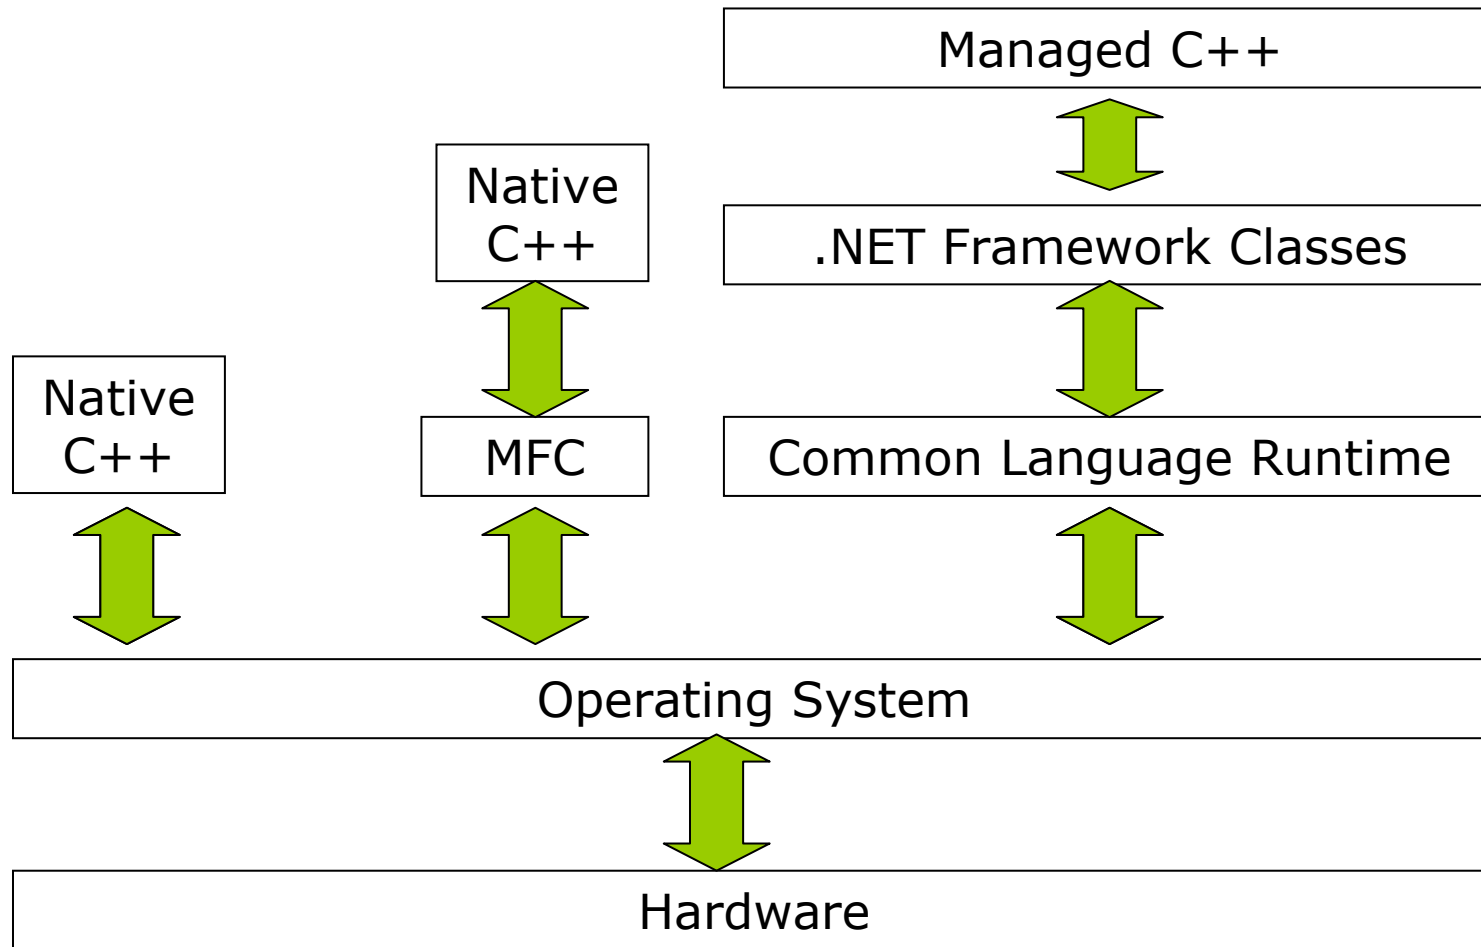 Managed C++
Native
C++
.NET Framework Classes
Native
C++
MFC
Common Language Runtime
Operating System
Hardware